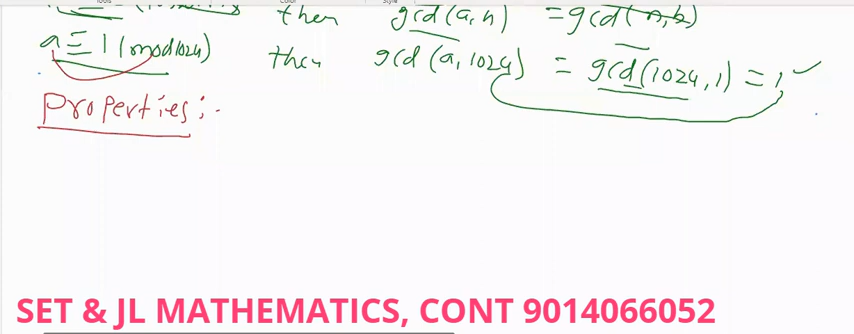 then gcd(a,n) = gcd(n,b)
a ≡ 1 (mod 1024) then gcd(a, 1024) = gcd(1024, 1) = 1 ✓
Properties :-
SET & JL MATHEMATICS, CONT 9014066052